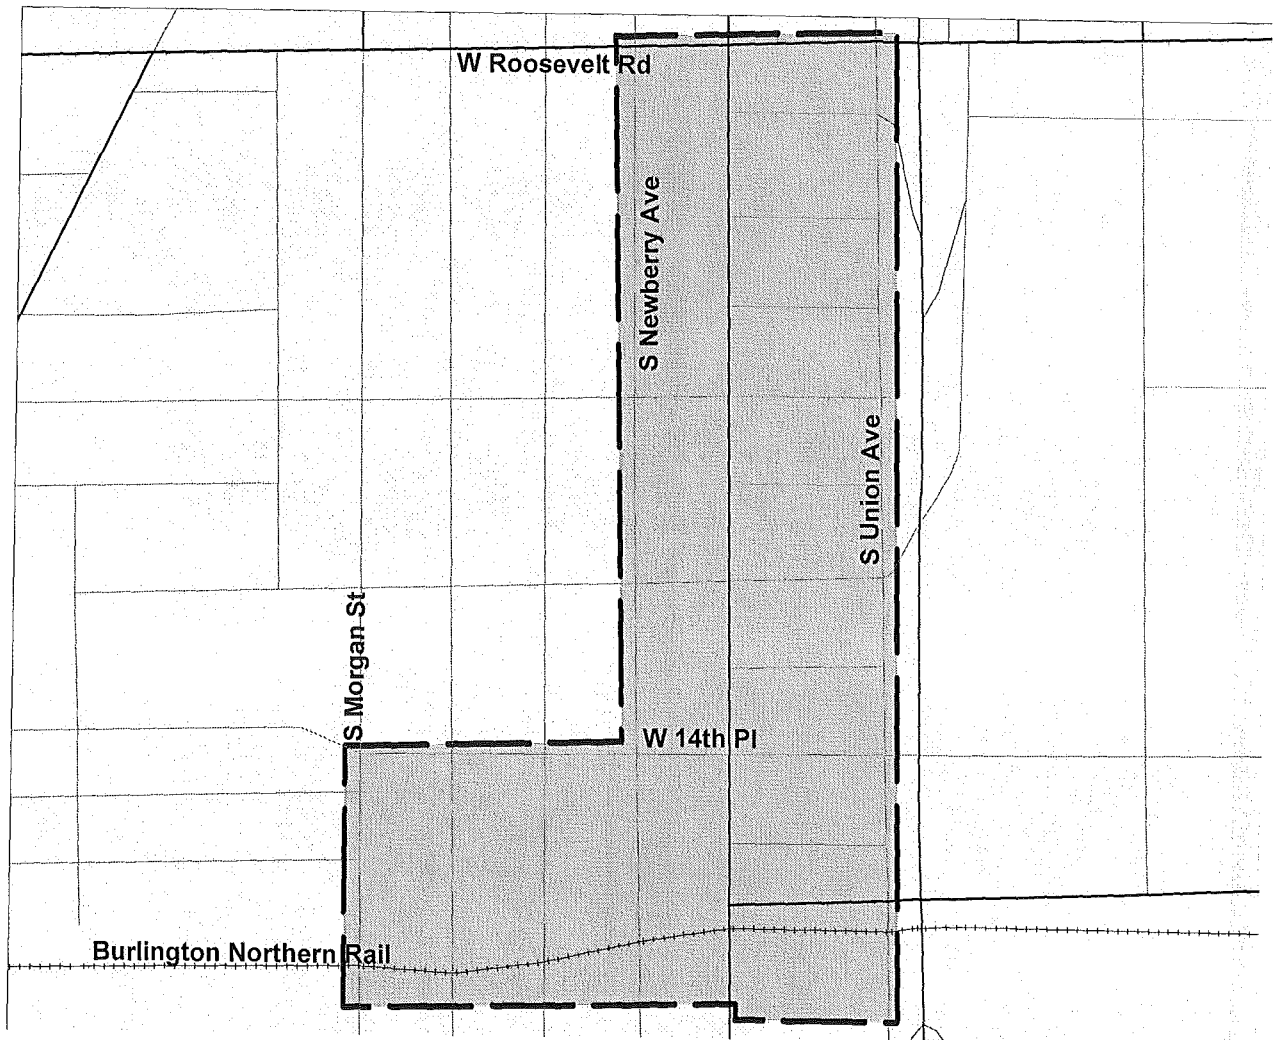 W Roosevelt Rd
S Newberry Ave
S Union Ave
S Morgan St
W 14th Pl
Burlington Northern Rail